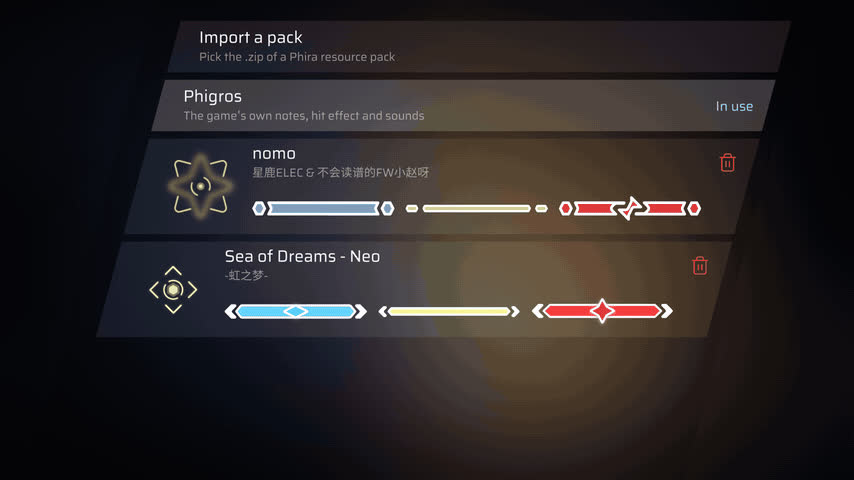 Import a pack
Pick the .zip of a Phira resource pack
Phigros
The game's own notes, hit effect and sounds
In use
nomo
星鹿ELEC & 不会读谱的FW小赵呀
Sea of Dreams - Neo
-虹之梦-